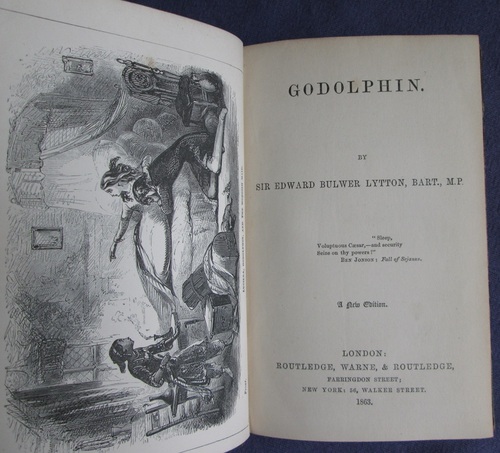 GODOLPHIN.
BY
SIR EDWARD BULWER LYTTON, BART., M.P.
"Sleep,
Voluptuous Cæsar,—and security
Seize on thy powers!"
BEN JONSON: Fall of Sejanus.
A New Edition.
LONDON:
ROUTLEDGE, WARNE, & ROUTLEDGE,
FARRINGDON STREET;
NEW YORK: 56, WALKER STREET.
1863.